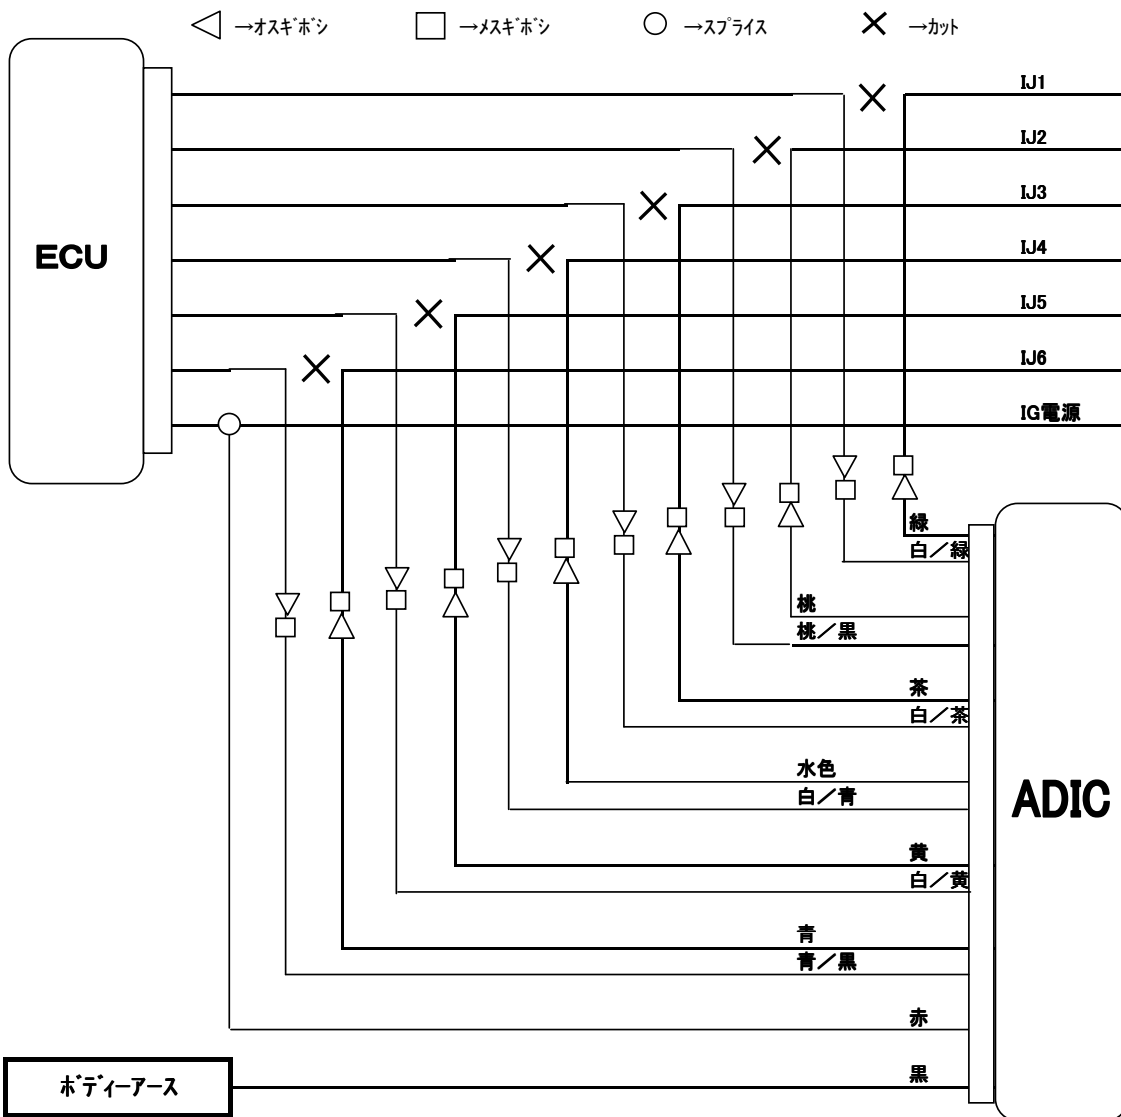 →オスギボシ →メスギボシ →スプライス →カット
IJ1
IJ2
IJ3
IJ4
ECU
IJ5
IJ6
IG電源
緑
白／緑
桃
桃／黒
茶
白／茶
水色
白／青
ADIC
黄
白／黄
青
青／黒
赤
黒
ボディーアース